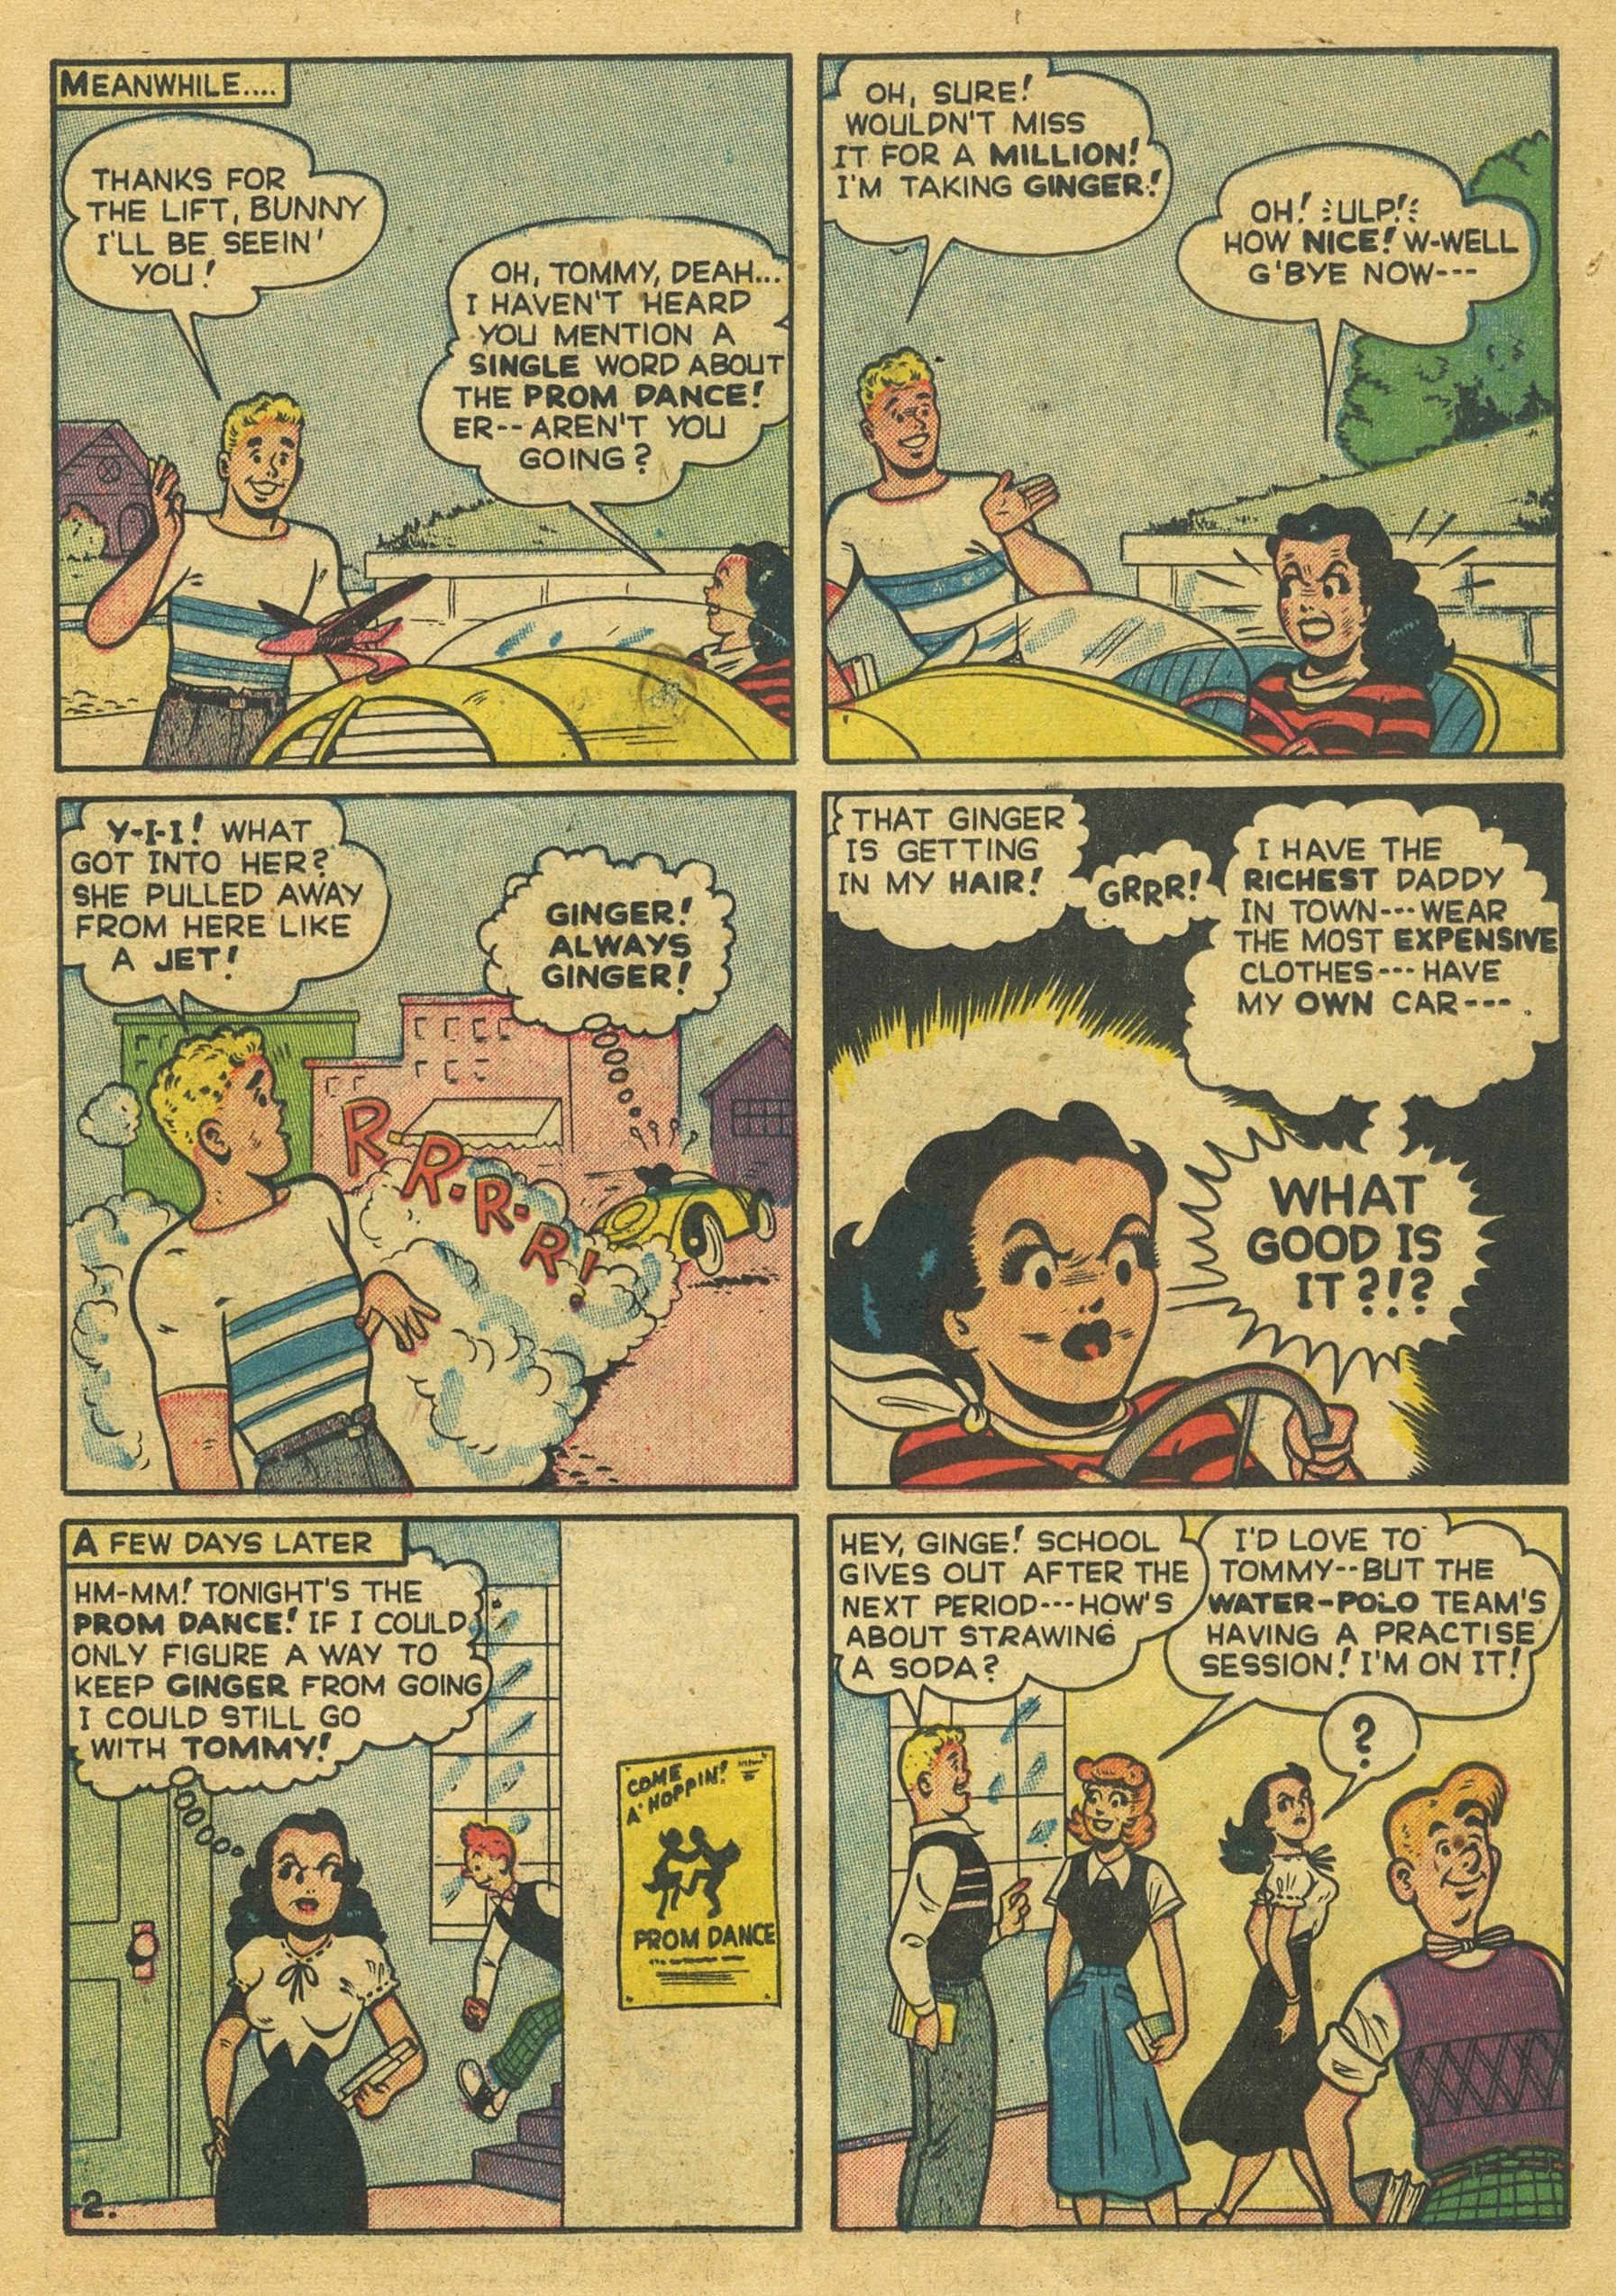 MEANWHILE....
THANKS FOR
THE LIFT, BUNNY
I'LL BE SEEIN'
YOU!
OH, TOMMY, DEAH...
I HAVEN'T HEARD
YOU MENTION A
SINGLE WORD ABOUT
THE PROM DANCE!
ER-- AREN'T YOU
GOING?
OH, SURE!
WOULDN'T MISS
IT FOR A MILLION!
I'M TAKING GINGER!
OH! ULP!
HOW NICE! W-WELL
G'BYE NOW---
Y-I-I! WHAT
GOT INTO HER?
SHE PULLED AWAY
FROM HERE LIKE
A JET!
GINGER!
ALWAYS
GINGER!
R-R-R-R!
THAT GINGER
IS GETTING
IN MY HAIR!
GRRR!
I HAVE THE
RICHEST DADDY
IN TOWN---WEAR
THE MOST EXPENSIVE
CLOTHES---HAVE
MY OWN CAR---
WHAT
GOOD IS
IT?!?
A FEW DAYS LATER
HM-MM! TONIGHT'S THE
PROM DANCE! IF I COULD
ONLY FIGURE A WAY TO
KEEP GINGER FROM GOING
I COULD STILL GO
WITH TOMMY!
COME
A' HOPPIN'!
PROM DANCE
2.
HEY, GINGE! SCHOOL
GIVES OUT AFTER THE
NEXT PERIOD---HOW'S
ABOUT STRAWING
A SODA?
I'D LOVE TO
TOMMY--BUT THE
WATER-POLO TEAM'S
HAVING A PRACTISE
SESSION! I'M ON IT!
?